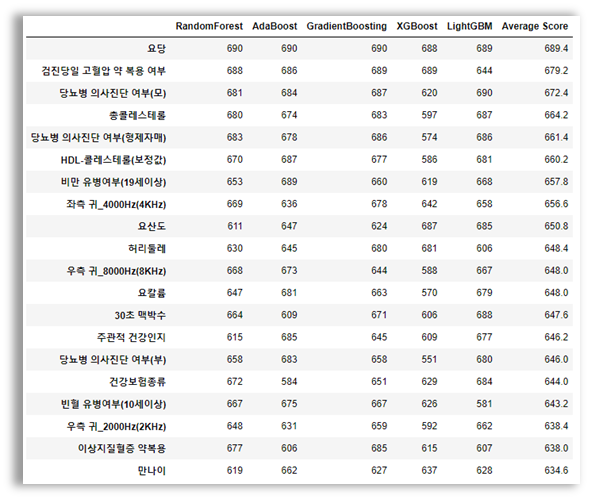 RandomForest AdaBoost GradientBoosting XGBoost LightGBM Average Score
요당 690 690 690 688 689 689.4
검진당일 고혈압 약 복용 여부 688 686 689 689 644 679.2
당뇨병 의사진단 여부(모) 681 684 687 620 690 672.4
총콜레스테롤 680 674 683 597 687 664.2
당뇨병 의사진단 여부(형제자매) 683 678 686 574 686 661.4
HDL-콜레스테롤(보정값) 670 687 677 586 681 660.2
비만 유병여부(19세이상) 653 689 660 619 668 657.8
좌측 귀_4000Hz(4KHz) 669 636 678 642 658 656.6
요산도 611 647 624 687 685 650.8
허리둘레 630 645 680 681 606 648.4
우측 귀_8000Hz(8KHz) 668 673 644 588 667 648.0
요칼륨 647 681 663 570 679 648.0
30초 맥박수 664 609 671 606 688 647.6
주관적 건강인지 615 685 645 609 677 646.2
당뇨병 의사진단 여부(부) 658 683 658 551 680 646.0
건강보험종류 672 584 651 629 684 644.0
빈혈 유병여부(10세이상) 667 675 667 626 581 643.2
우측 귀_2000Hz(2KHz) 648 631 659 592 662 638.4
이상지질혈증 약복용 677 606 685 615 607 638.0
만나이 619 662 627 637 628 634.6